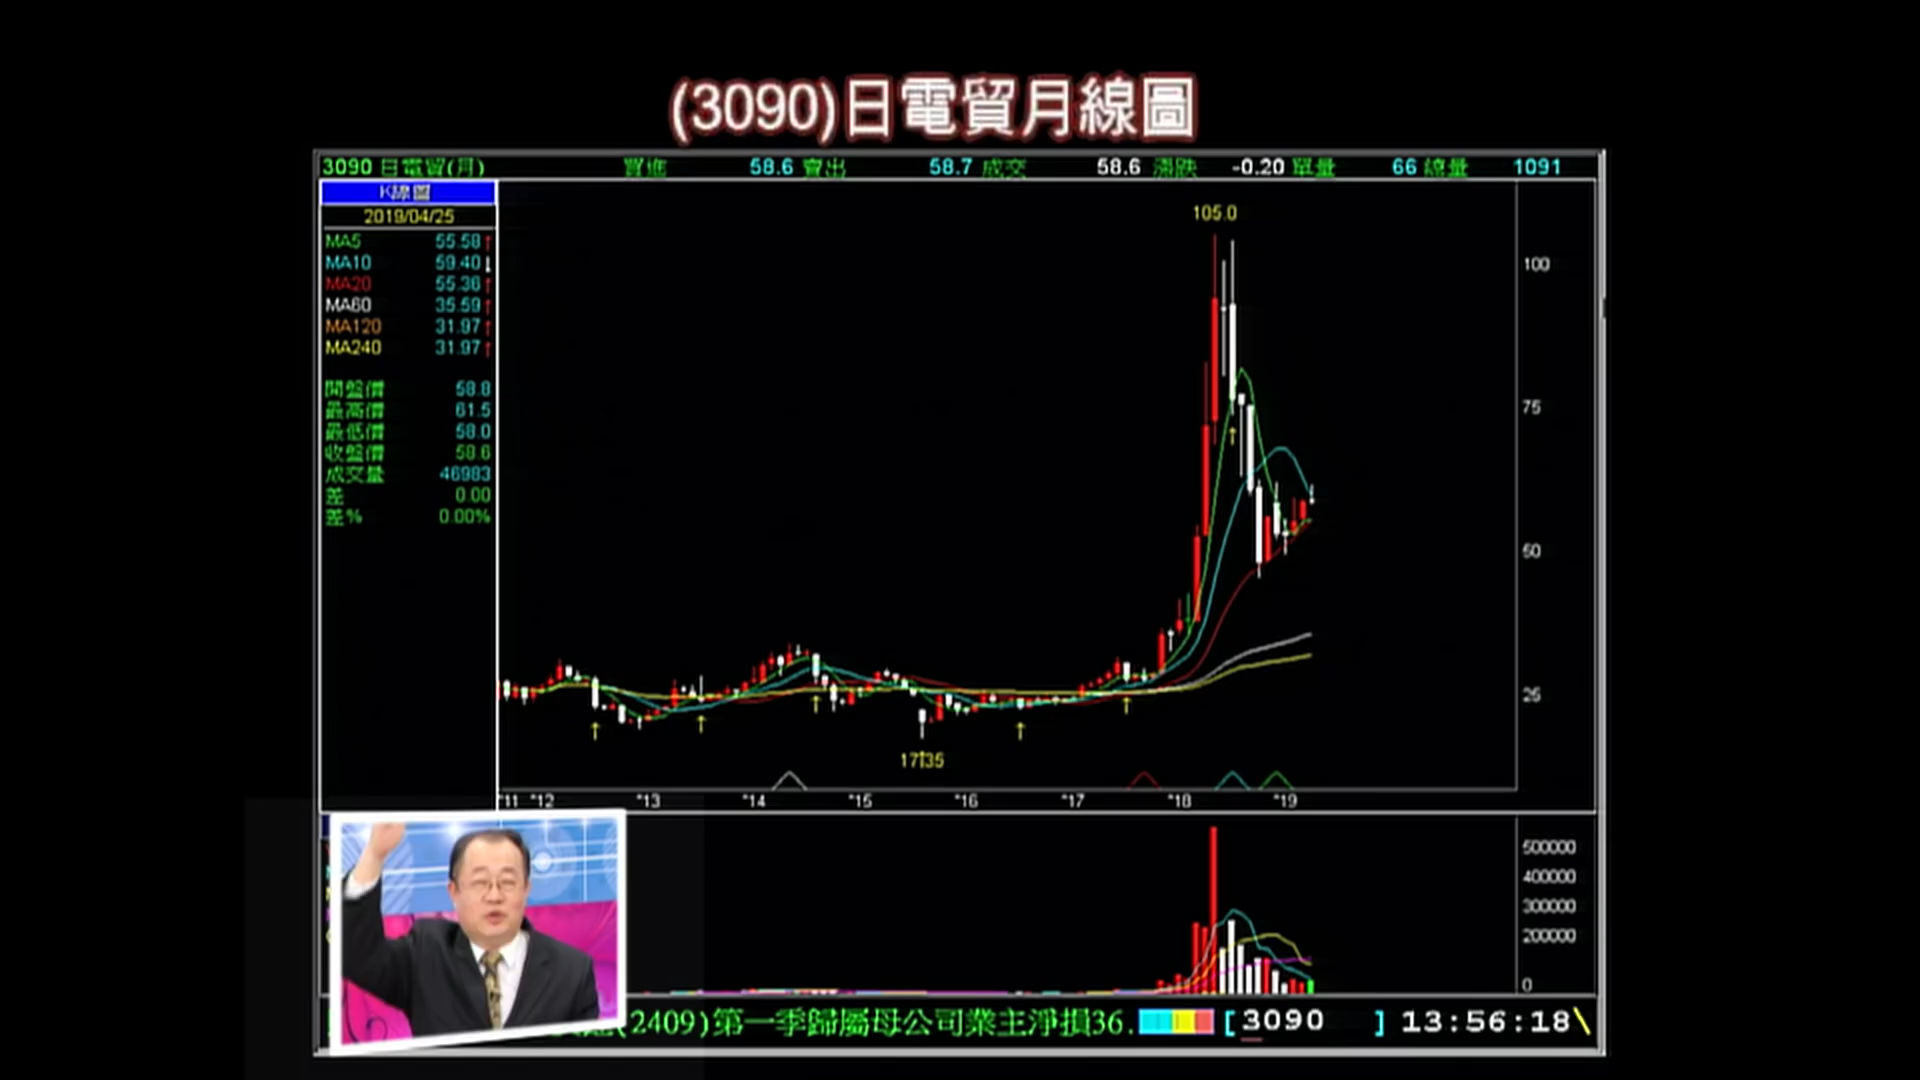 (3090)日電貿月線圖
3090 日電貿(月) 買進 58.6 賣出 58.7 成交 58.6 漲跌 -0.20 單量 66 總量 1091
K線圖
2019/04/25
MA5 55.58↑
MA10 59.40↓
MA20 55.36↑
MA60 35.59↑
MA120 31.97↑
MA240 31.97↑
開盤價 58.8
最高價 61.5
最低價 58.0
收盤價 58.6
成交量 46983
差 0.00
差% 0.00%
105.0
100
75
50
25
17.35
'11 '12 '13 '14 '15 '16 '17 '18 '19
500000
400000
300000
200000
0
(2409)第一季歸屬母公司業主淨損36. [3090 ] 13:56:18